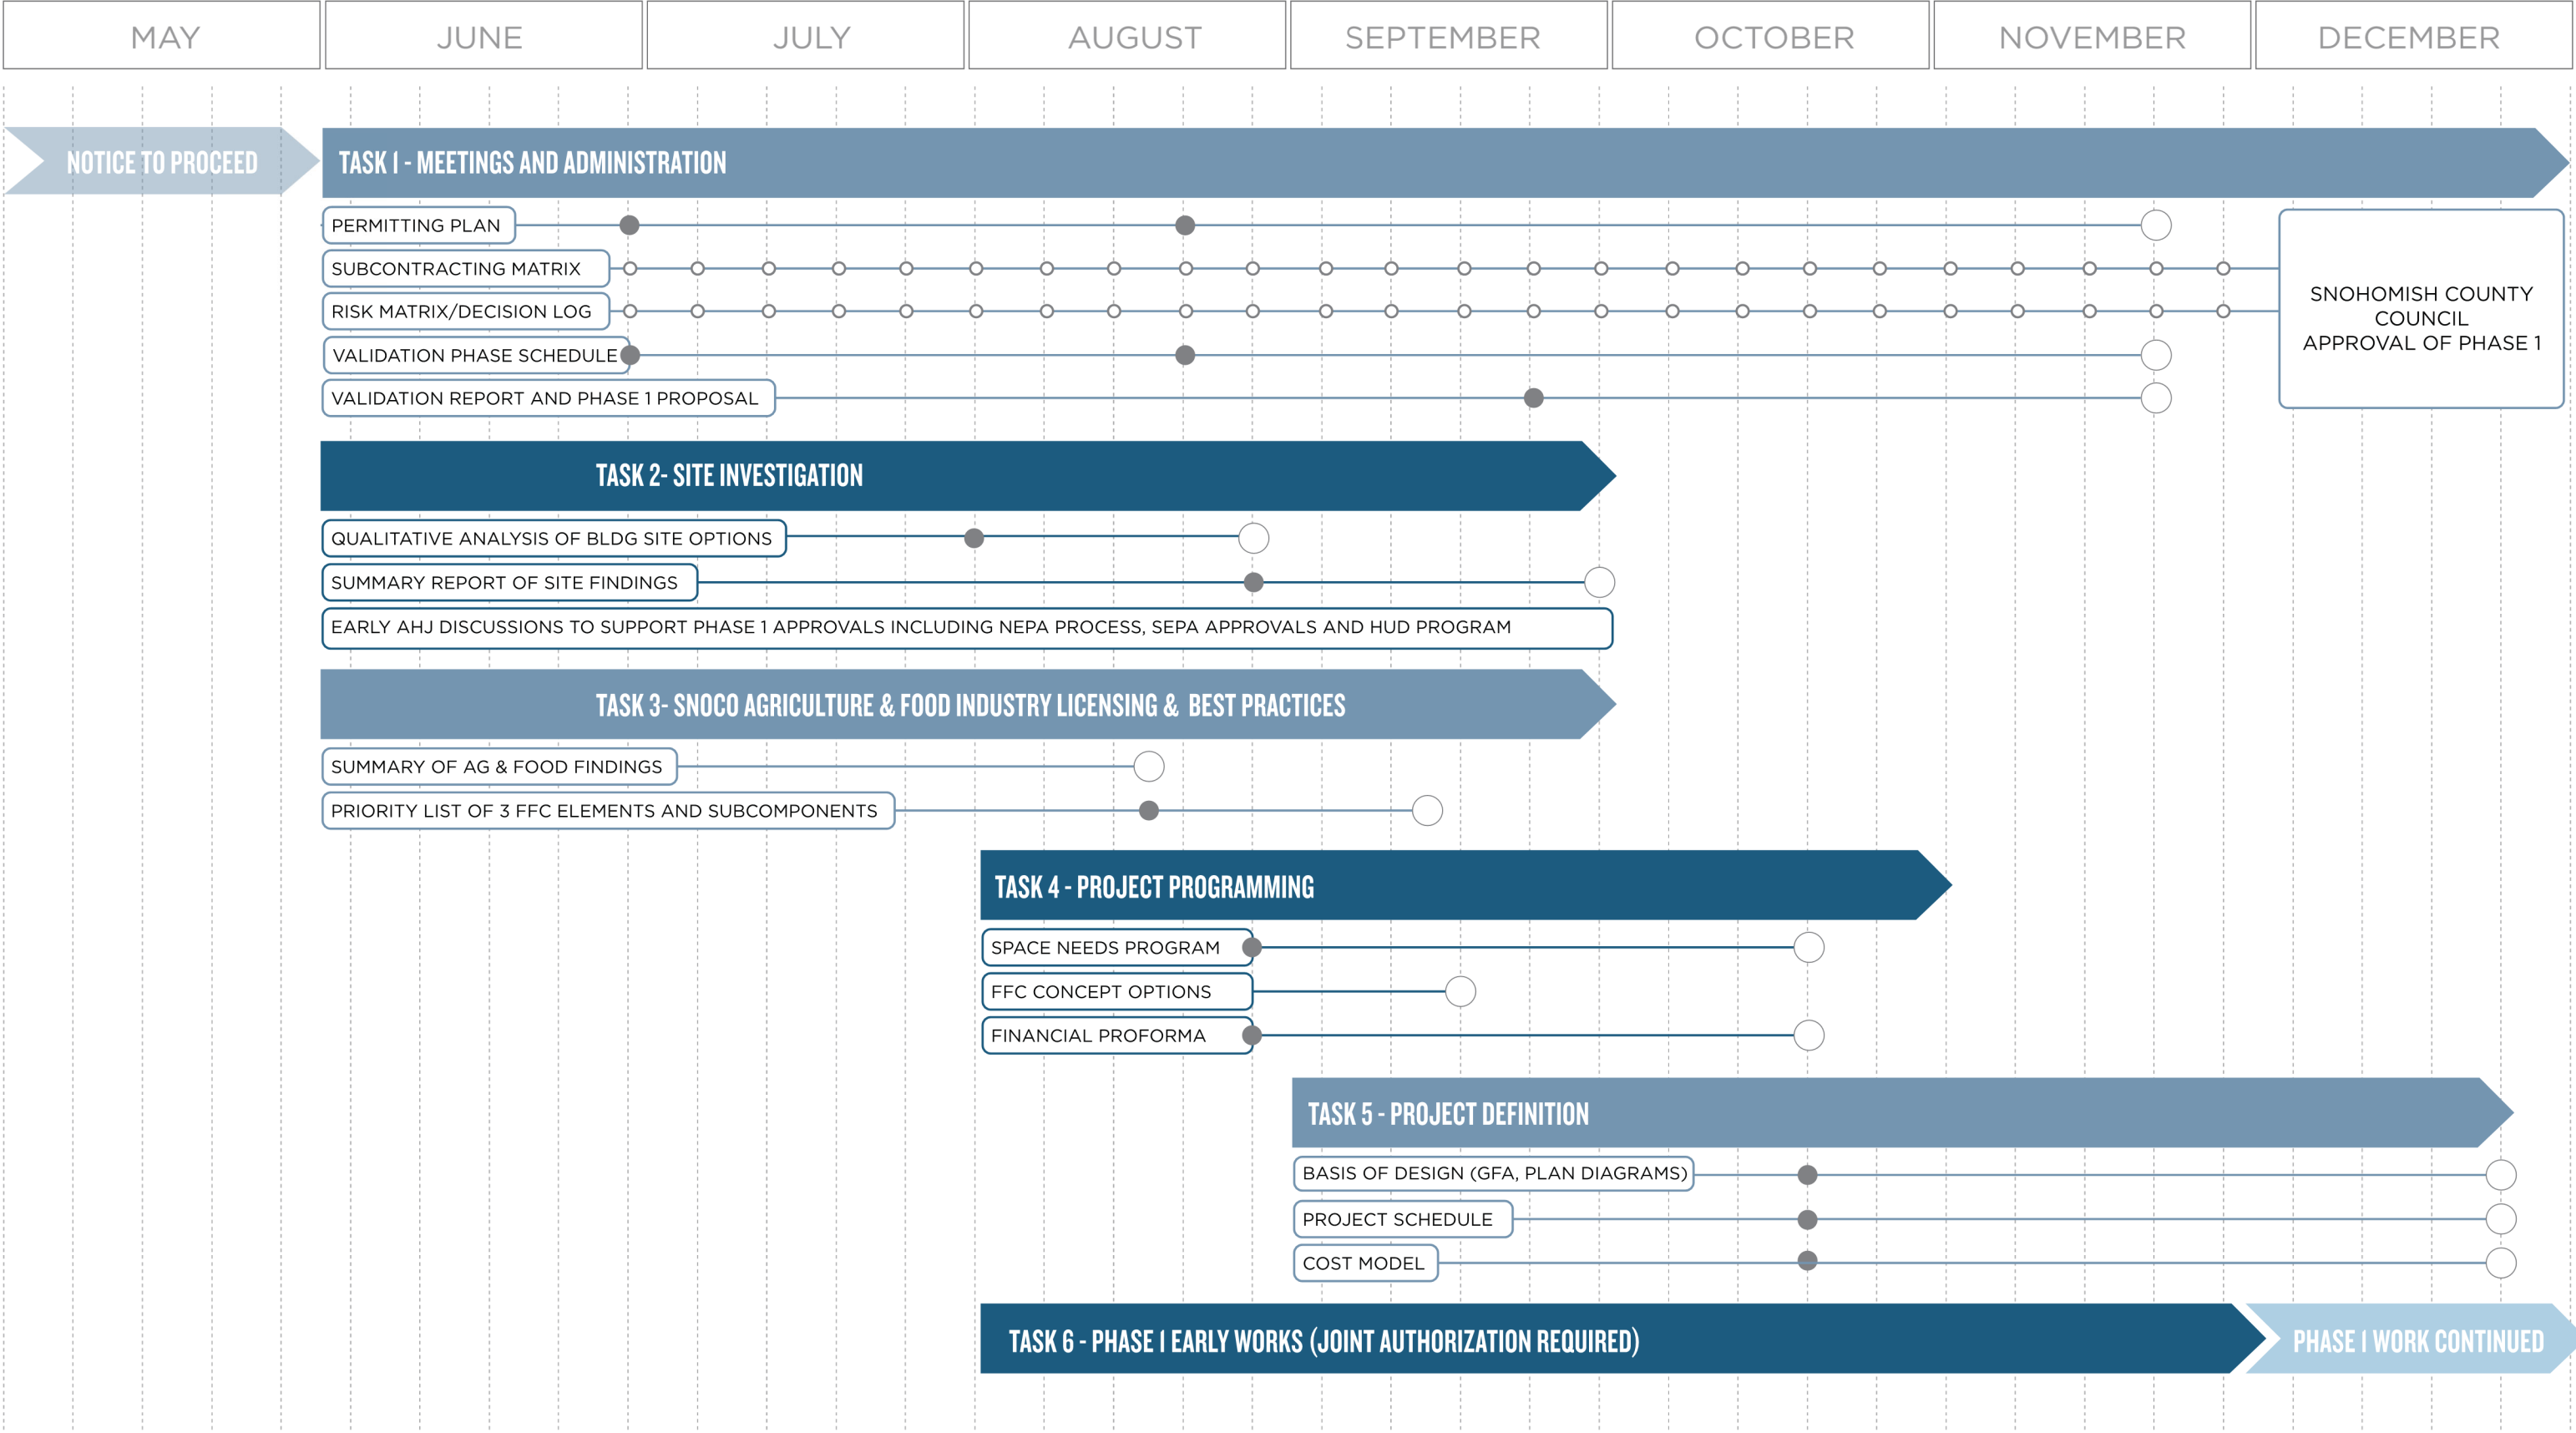 MAY
JUNE
JULY
AUGUST
SEPTEMBER
OCTOBER
NOVEMBER
DECEMBER
NOTICE TO PROCEED
TASK 1 - MEETINGS AND ADMINISTRATION
PERMITTING PLAN
SUBCONTRACTING MATRIX
RISK MATRIX/DECISION LOG
VALIDATION PHASE SCHEDULE
VALIDATION REPORT AND PHASE 1 PROPOSAL
SNOHOMISH COUNTY
COUNCIL
APPROVAL OF PHASE 1
TASK 2- SITE INVESTIGATION
QUALITATIVE ANALYSIS OF BLDG SITE OPTIONS
SUMMARY REPORT OF SITE FINDINGS
EARLY AHJ DISCUSSIONS TO SUPPORT PHASE 1 APPROVALS INCLUDING NEPA PROCESS, SEPA APPROVALS AND HUD PROGRAM
TASK 3- SNOCO AGRICULTURE & FOOD INDUSTRY LICENSING & BEST PRACTICES
SUMMARY OF AG & FOOD FINDINGS
PRIORITY LIST OF 3 FFC ELEMENTS AND SUBCOMPONENTS
TASK 4 - PROJECT PROGRAMMING
SPACE NEEDS PROGRAM
FFC CONCEPT OPTIONS
FINANCIAL PROFORMA
TASK 5 - PROJECT DEFINITION
BASIS OF DESIGN (GFA, PLAN DIAGRAMS)
PROJECT SCHEDULE
COST MODEL
TASK 6 - PHASE 1 EARLY WORKS (JOINT AUTHORIZATION REQUIRED)
PHASE 1 WORK CONTINUED